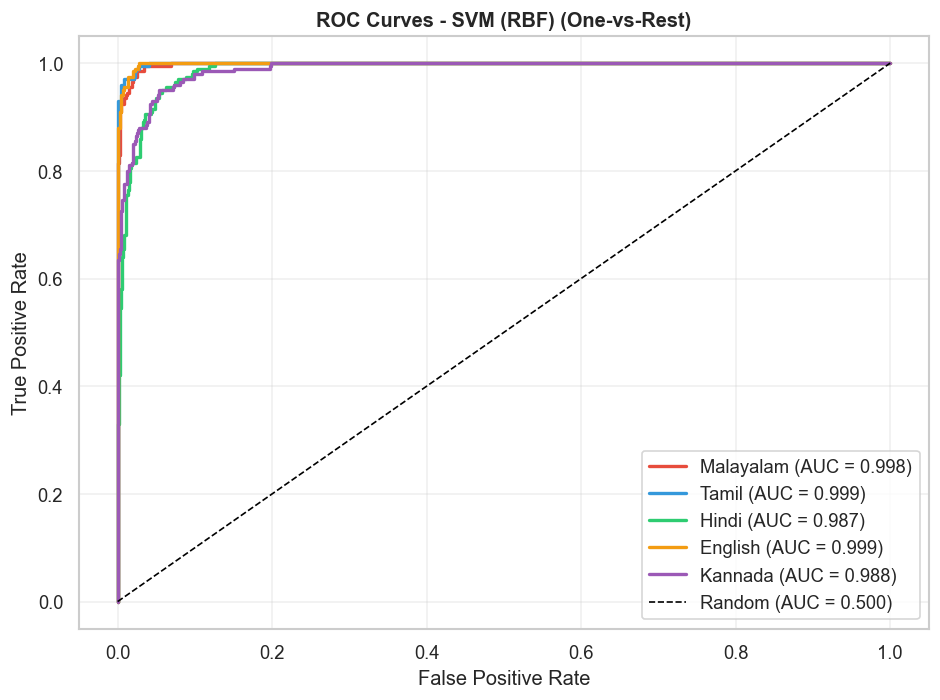 ROC Curves - SVM (RBF) (One-vs-Rest)
True Positive Rate
1.0
0.8
0.6
0.4
0.2
0.0
Malayalam (AUC = 0.998)
Tamil (AUC = 0.999)
Hindi (AUC = 0.987)
English (AUC = 0.999)
Kannada (AUC = 0.988)
Random (AUC = 0.500)
0.0 0.2 0.4 0.6 0.8 1.0
False Positive Rate